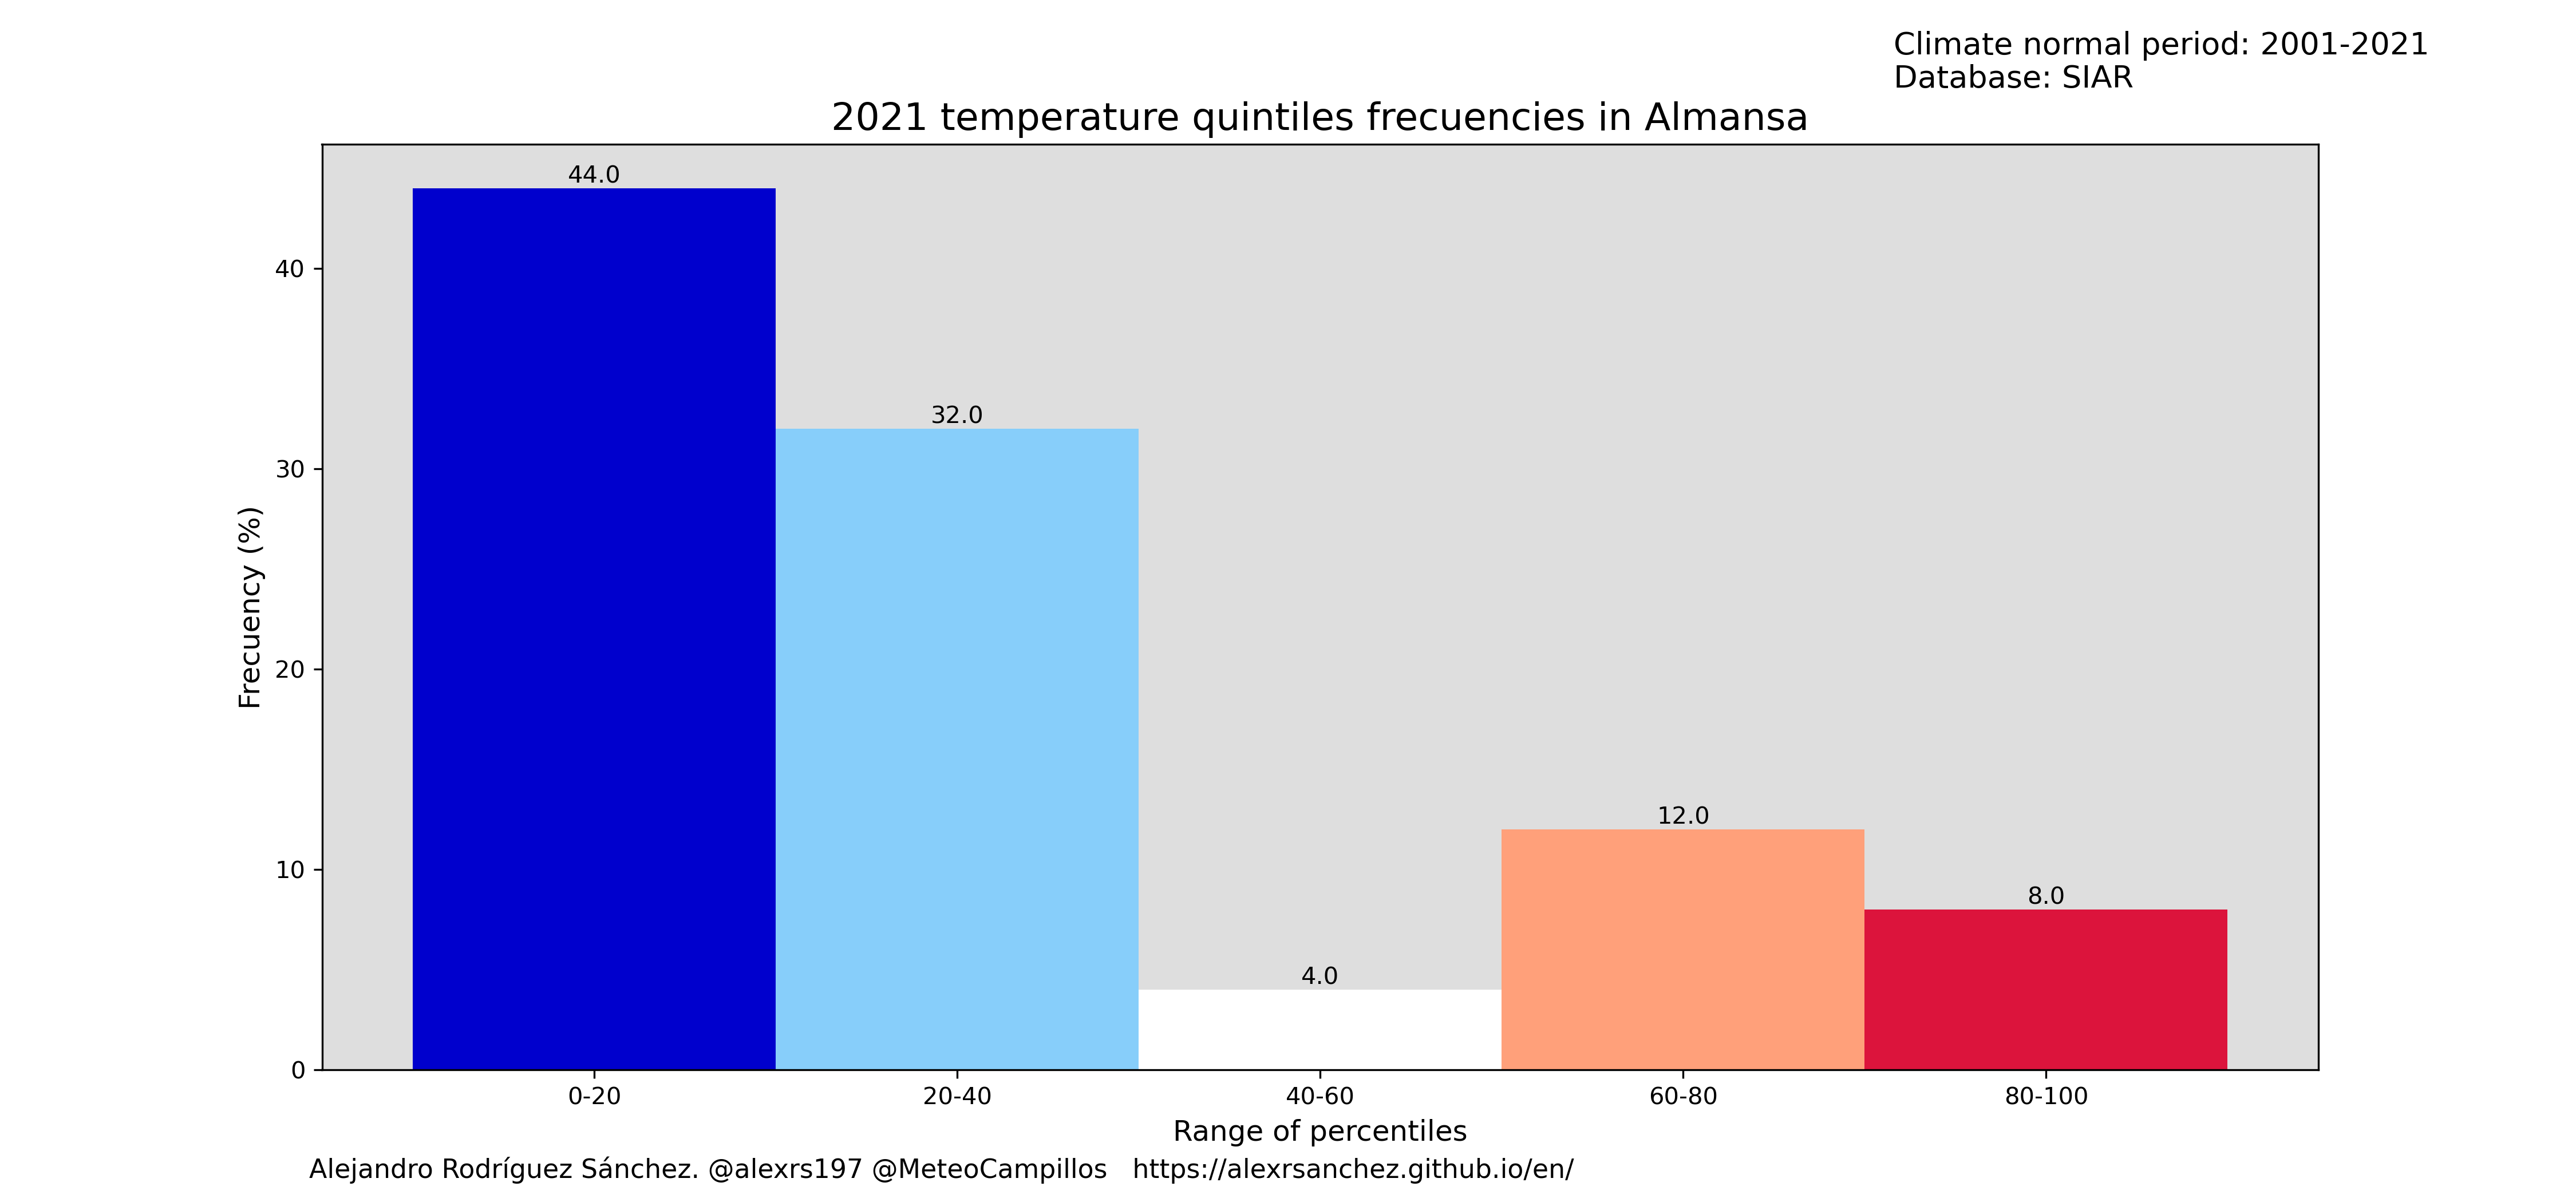 Climate normal period: 2001-2021
Database: SIAR
2021 temperature quintiles frecuencies in Almansa
44.0
40
32.0
30
Frecuency (%)
20
12.0
10
8.0
4.0
0
0-20 20-40 40-60 60-80 80-100
Range of percentiles
Alejandro Rodríguez Sánchez. @alexrs197 @MeteoCampillos https://alexrsanchez.github.io/en/